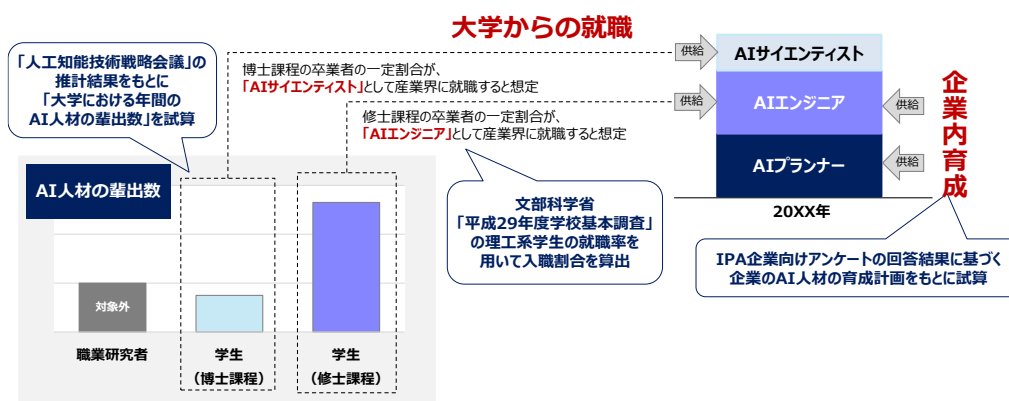 大学からの就職
「人工知能技術戦略会議」の
推計結果をもとに
「大学における年間の
AI人材の輩出数」を試算
博士課程の卒業者の一定割合が、
「AIサイエンティスト」として産業界に就職すると想定
修士課程の卒業者の一定割合が、
「AIエンジニア」として産業界に就職すると想定
供給
AIサイエンティスト
供給
AIエンジニア
供給
AIプランナー
供給
20XX年
企業内育成
AI人材の輩出数
対象外
職業研究者
学生
（博士課程）
学生
（修士課程）
文部科学省
「平成29年度学校基本調査」
の理工系学生の就職率を
用いて入職割合を算出
IPA企業向けアンケートの回答結果に基づく
企業のAI人材の育成計画をもとに試算